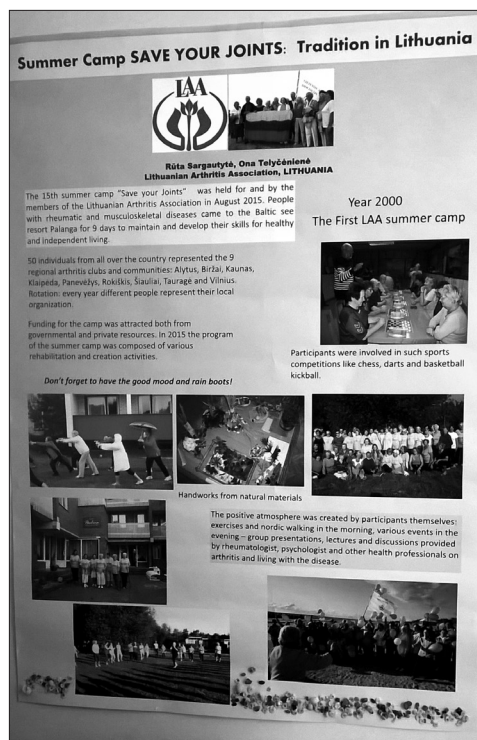 Summer Camp SAVE YOUR JOINTS: Tradition in Lithuania
LAA
Rūta Sargautytė, Ona Telyčėnienė
Lithuanian Arthritis Association, LITHUANIA
The 15th summer camp "Save your Joints" was held for and by the
members of the Lithuanian Arthritis Association in August 2015. People
with rheumatic and musculoskeletal diseases came to the Baltic see
resort Palanga for 9 days to maintain and develop their skills for healthy
and independent living.
50 individuals from all over the country represented the 9
regional arthritis clubs and communities: Alytus, Biržai, Kaunas,
Klaipėda, Panevėžys, Rokiškis, Šiauliai, Tauragė and Vilnius.
Rotation: every year different people represent their local
organization.
Funding for the camp was attracted both from
governmental and private resources. In 2015 the program
of the summer camp was composed of various
rehabilitation and creation activities.
Don't forget to have the good mood and rain boots!
Year 2000
The First LAA summer camp
Participants were involved in such sports
competitions like chess, darts and basketball
kickball.
Handworks from natural materials
The positive atmosphere was created by participants themselves:
exercises and nordic walking in the morning, various events in the
evening – group presentations, lectures and discussions provided
by rheumatologist, psychologist and other health professionals on
arthritis and living with the disease.